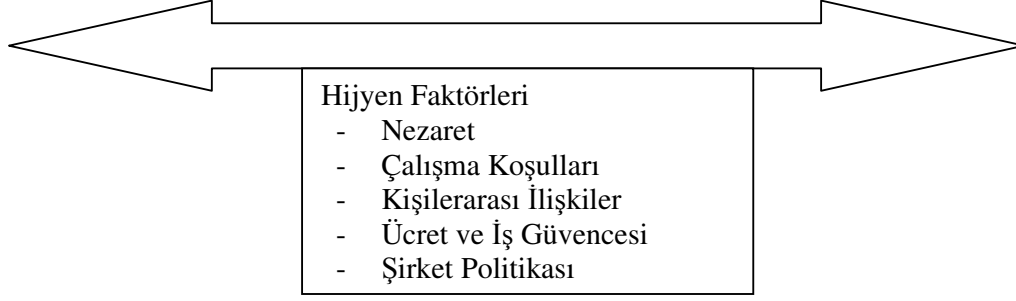 Hijyen Faktörleri
- Nezaret
- Çalışma Koşulları
- Kişilerarası İlişkiler
- Ücret ve İş Güvencesi
- Şirket Politikası